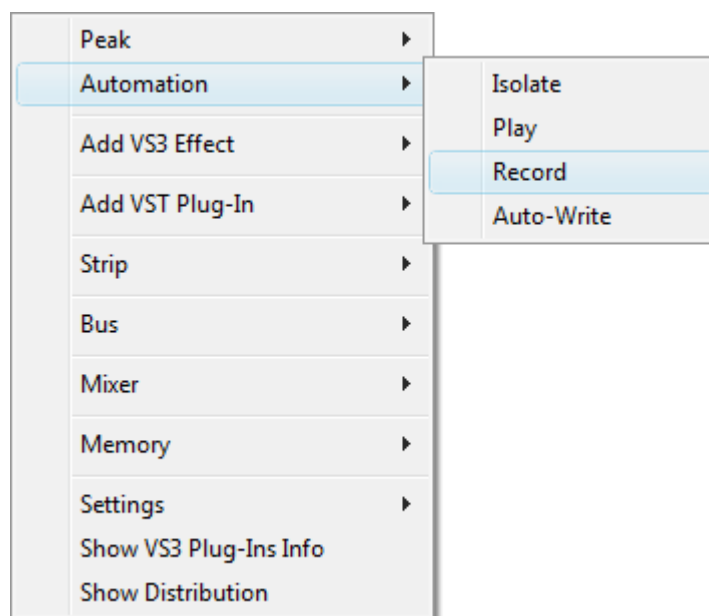 Peak
Automation
Isolate
Play
Record
Auto-Write
Add VS3 Effect
Add VST Plug-In
Strip
Bus
Mixer
Memory
Settings
Show VS3 Plug-Ins Info
Show Distribution